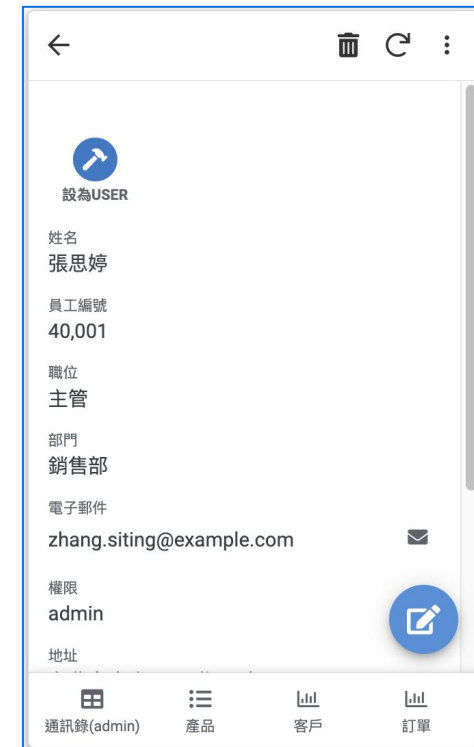 設為USER
姓名
張思婷
員工編號
40,001
職位
主管
部門
銷售部
電子郵件
zhang.siting@example.com
權限
admin
地址
通訊錄(admin)
產品
客戶
訂單